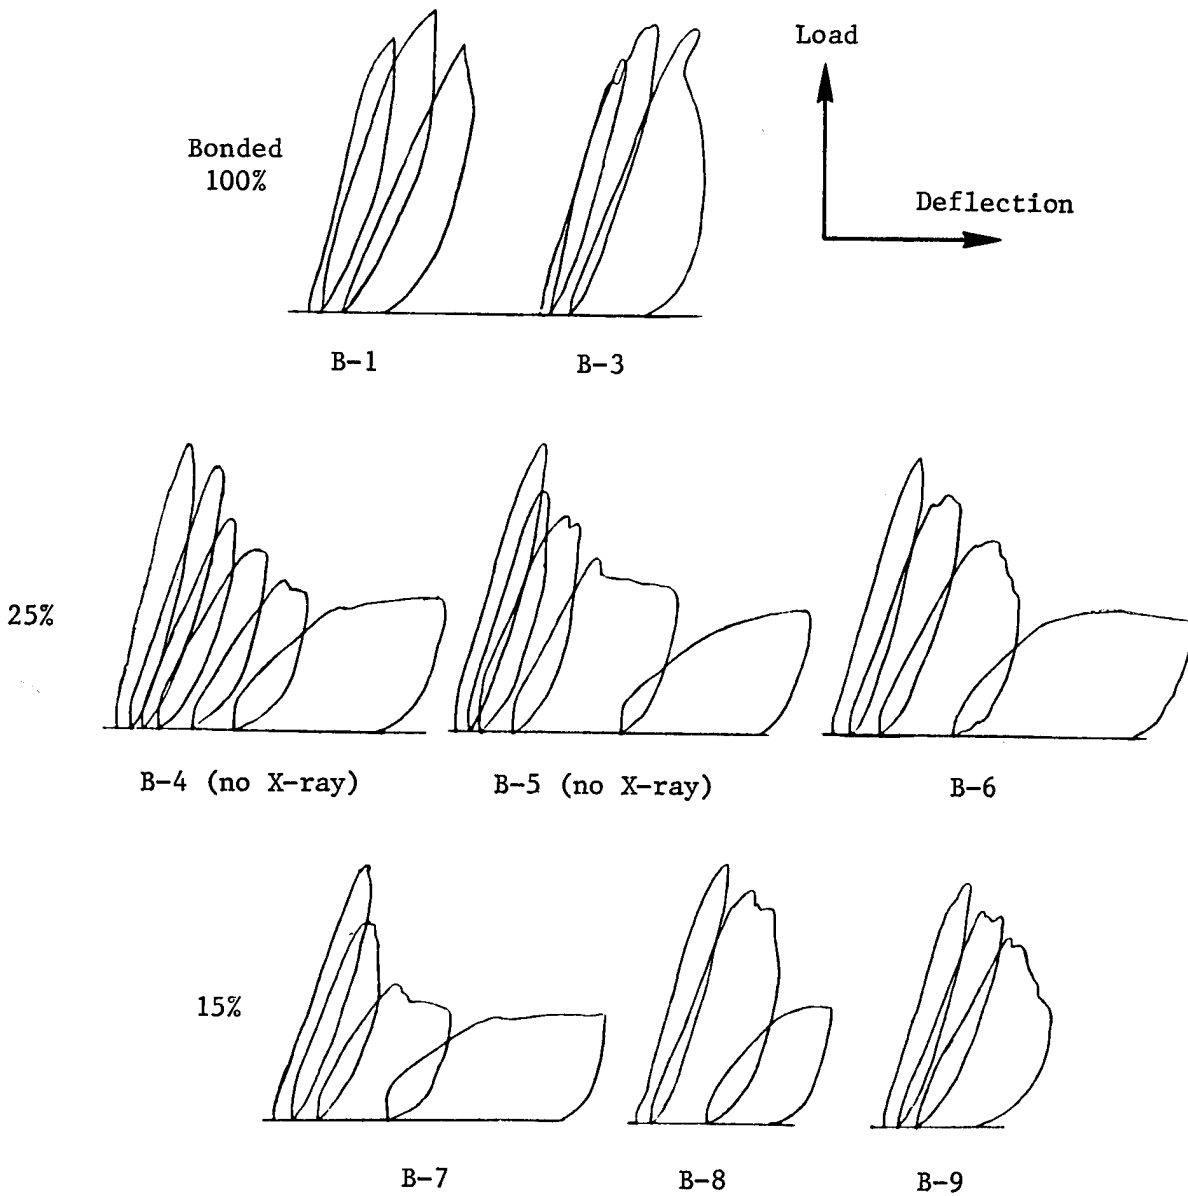 Load
Bonded
100%
Deflection
B-1
B-3
25%
B-4 (no X-ray)
B-5 (no X-ray)
B-6
15%
B-7
B-8
B-9